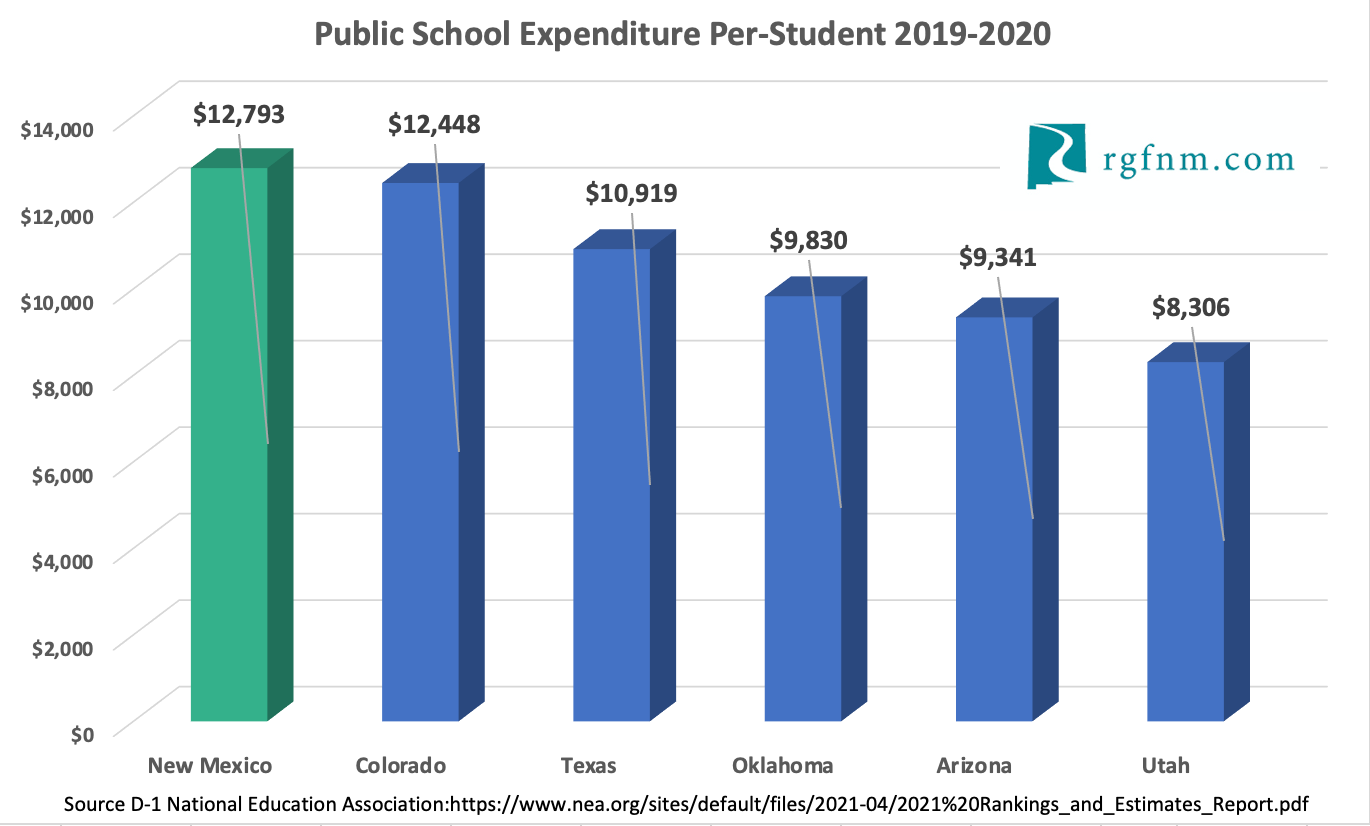 Public School Expenditure Per-Student 2019-2020
$14,000
$12,000
$10,000
$8,000
$6,000
$4,000
$2,000
$0
$12,793
$12,448
$10,919
$9,830
$9,341
$8,306
rgfnm.com
New Mexico
Colorado
Texas
Oklahoma
Arizona
Utah
Source D-1 National Education Association:https://www.nea.org/sites/default/files/2021-04/2021%20Rankings_and_Estimates_Report.pdf